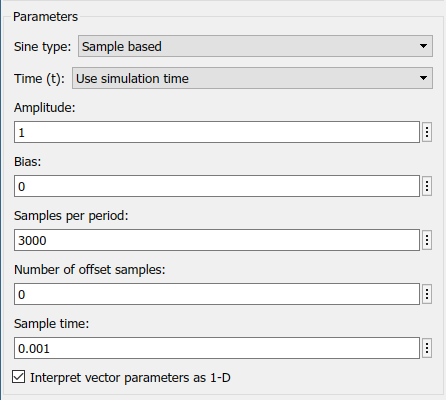 Parameters
Sine type: Sample based
Time (t): Use simulation time
Amplitude:
1
Bias:
0
Samples per period:
3000
Number of offset samples:
0
Sample time:
0.001
Interpret vector parameters as 1-D